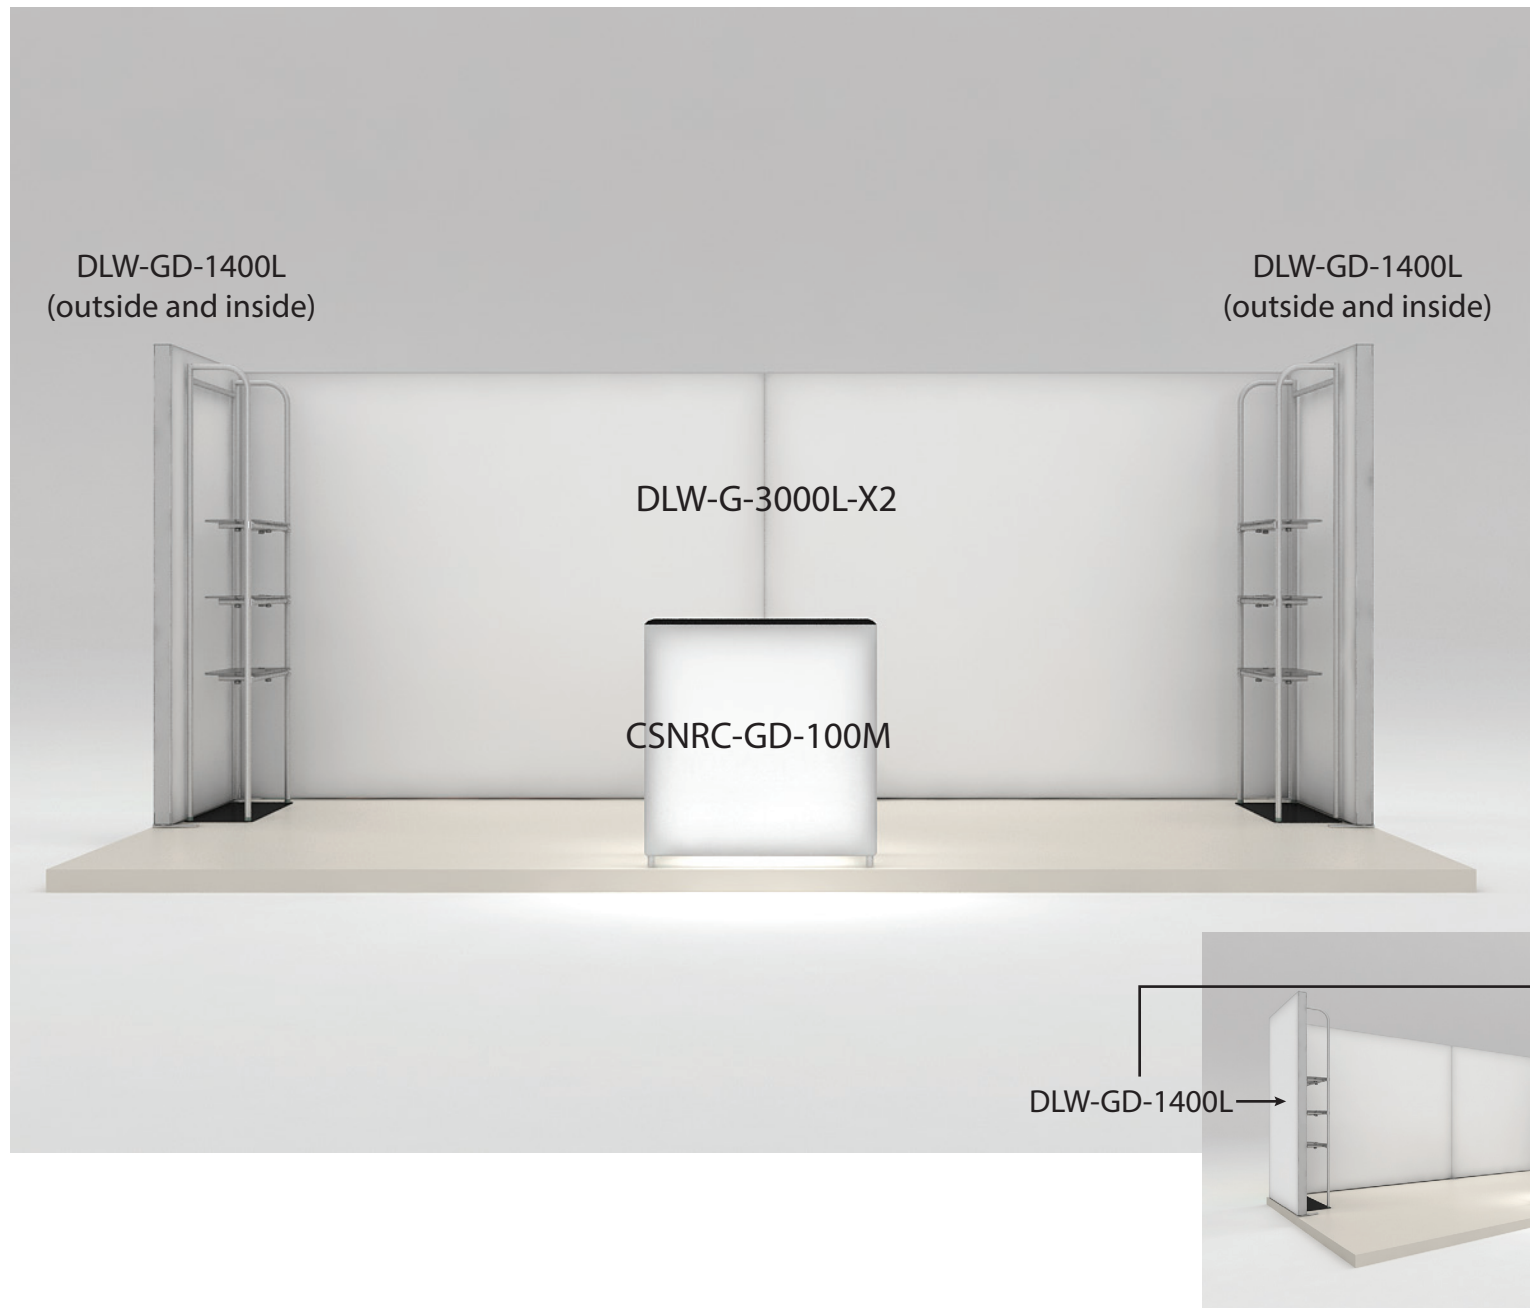 DLW-GD-1400L
(outside and inside)
DLW-GD-1400L
(outside and inside)
DLW-G-3000L-X2
CSNRC-GD-100M
DLW-GD-1400L